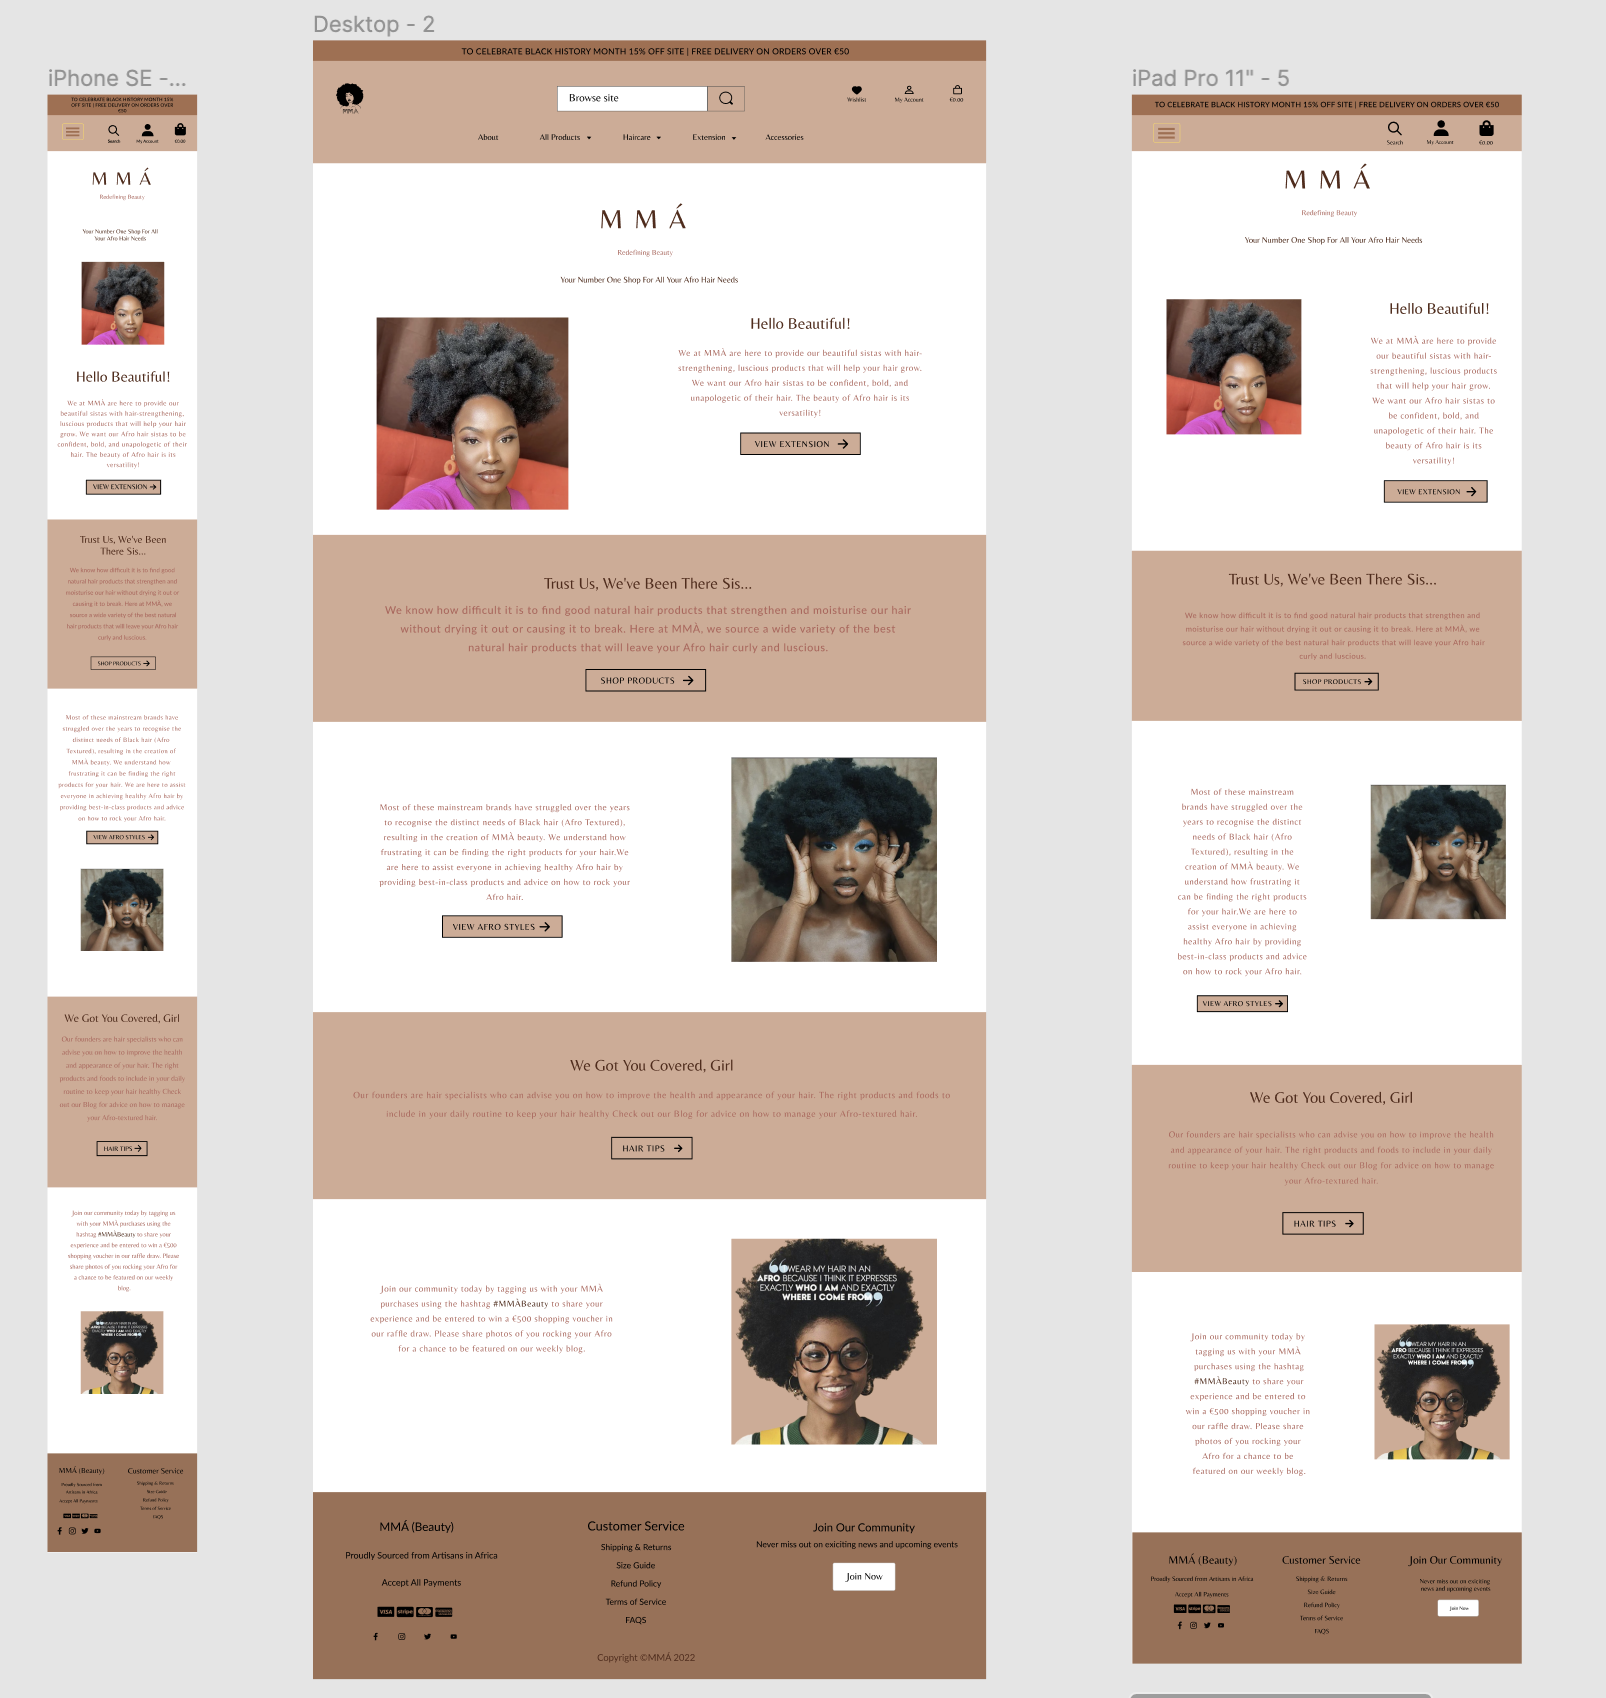 iPhone SE -...
TO CELEBRATE BLACK HISTORY MONTH 15%
OFF SITE | FREE DELIVERY ON ORDERS OVER
€50
Search
My Account
€0.00
M M Á
Redefining Beauty
Your Number One Shop For All
Your Afro Hair Needs
Hello Beautiful!
We at MMÀ are here to provide our
beautiful sistas with hair-strengthening,
luscious products that will help your hair
grow. We want our Afro hair sistas to be
confident, bold, and unapologetic of their
hair. The beauty of Afro hair is its
versatility!
VIEW EXTENSION
Trust Us, We've Been
There Sis...
We know how difficult it is to find good
natural hair products that strengthen and
moisturise our hair without drying it out or
causing it to break. Here at MMÀ, we
source a wide variety of the best natural
hair products that will leave your Afro hair
curly and luscious.
SHOP PRODUCTS
Most of these mainstream brands have
struggled over the years to recognise the
distinct needs of Black hair (Afro
Textured), resulting in the creation of
MMÀ beauty. We understand how
frustrating it can be finding the right
products for your hair. We are here to assist
everyone in achieving healthy Afro hair by
providing best-in-class products and advice
on how to rock your Afro hair.
VIEW AFRO STYLES
We Got You Covered, Girl
Our founders are hair specialists who can
advise you on how to improve the health
and appearance of your hair. The right
products and foods to include in your daily
routine to keep your hair healthy Check
out our Blog for advice on how to manage
your Afro-textured hair.
HAIR TIPS
Join our community today by tagging us
with your MMÀ purchases using the
hashtag #MMÀBeauty to share your
experience and be entered to win a €500
shopping voucher in our raffle draw. Please
share photos of you rocking your Afro for
a chance to be featured on our weekly
blog.
WEAR MY HAIR IN AN
AFRO BECAUSE I THINK IT EXPRESSES
EXACTLY WHO I AM AND EXACTLY
WHERE I COME FROM
MMÁ (Beauty)
Proudly Sourced from
Artisans in Africa
Accept All Payments
Customer Service
Shipping & Returns
Size Guide
Refund Policy
Terms of Service
FAQS
Desktop - 2
TO CELEBRATE BLACK HISTORY MONTH 15% OFF SITE | FREE DELIVERY ON ORDERS OVER €50
MMÁ
Browse site
Wishlist
My Account
€0.00
About
All Products
Haircare
Extension
Accessories
M M Á
Redefining Beauty
Your Number One Shop For All Your Afro Hair Needs
Hello Beautiful!
We at MMÀ are here to provide our beautiful sistas with hair-
strengthening, luscious products that will help your hair grow.
We want our Afro hair sistas to be confident, bold, and
unapologetic of their hair. The beauty of Afro hair is its
versatility!
VIEW EXTENSION
Trust Us, We've Been There Sis...
We know how difficult it is to find good natural hair products that strengthen and moisturise our hair
without drying it out or causing it to break. Here at MMÀ, we source a wide variety of the best
natural hair products that will leave your Afro hair curly and luscious.
SHOP PRODUCTS
Most of these mainstream brands have struggled over the years
to recognise the distinct needs of Black hair (Afro Textured),
resulting in the creation of MMÀ beauty. We understand how
frustrating it can be finding the right products for your hair.We
are here to assist everyone in achieving healthy Afro hair by
providing best-in-class products and advice on how to rock your
Afro hair.
VIEW AFRO STYLES
We Got You Covered, Girl
Our founders are hair specialists who can advise you on how to improve the health and appearance of your hair. The right products and foods to
include in your daily routine to keep your hair healthy Check out our Blog for advice on how to manage your Afro-textured hair.
HAIR TIPS
Join our community today by tagging us with your MMÀ
purchases using the hashtag #MMÀBeauty to share your
experience and be entered to win a €500 shopping voucher in
our raffle draw. Please share photos of you rocking your Afro
for a chance to be featured on our weekly blog.
WEAR MY HAIR IN AN
AFRO BECAUSE I THINK IT EXPRESSES
EXACTLY WHO I AM AND EXACTLY
WHERE I COME FROM
MMÁ (Beauty)
Proudly Sourced from Artisans in Africa
Accept All Payments
VISA
stripe
Customer Service
Shipping & Returns
Size Guide
Refund Policy
Terms of Service
FAQS
Join Our Community
Never miss out on exiciting news and upcoming events
Join Now
Copyright ©MMÁ 2022
iPad Pro 11" - 5
TO CELEBRATE BLACK HISTORY MONTH 15% OFF SITE | FREE DELIVERY ON ORDERS OVER €50
Search
My Account
€0.00
M M Á
Redefining Beauty
Your Number One Shop For All Your Afro Hair Needs
Hello Beautiful!
We at MMÀ are here to provide
our beautiful sistas with hair-
strengthening, luscious products
that will help your hair grow.
We want our Afro hair sistas to
be confident, bold, and
unapologetic of their hair. The
beauty of Afro hair is its
versatility!
VIEW EXTENSION
Trust Us, We've Been There Sis...
We know how difficult it is to find good natural hair products that strengthen and
moisturise our hair without drying it out or causing it to break. Here at MMÀ, we
source a wide variety of the best natural hair products that will leave your Afro hair
curly and luscious.
SHOP PRODUCTS
Most of these mainstream
brands have struggled over the
years to recognise the distinct
needs of Black hair (Afro
Textured), resulting in the
creation of MMÀ beauty. We
understand how frustrating it
can be finding the right products
for your hair.We are here to
assist everyone in achieving
healthy Afro hair by providing
best-in-class products and advice
on how to rock your Afro hair.
VIEW AFRO STYLES
We Got You Covered, Girl
Our founders are hair specialists who can advise you on how to improve the health
and appearance of your hair. The right products and foods to include in your daily
routine to keep your hair healthy Check out our Blog for advice on how to manage
your Afro-textured hair.
HAIR TIPS
Join our community today by
tagging us with your MMÀ
purchases using the hashtag
#MMÀBeauty to share your
experience and be entered to
win a €500 shopping voucher in
our raffle draw. Please share
photos of you rocking your
Afro for a chance to be
featured on our weekly blog.
WEAR MY HAIR IN AN
AFRO BECAUSE I THINK IT EXPRESSES
EXACTLY WHO I AM AND EXACTLY
WHERE I COME FROM
MMÁ (Beauty)
Proudly Sourced from Artisans in Africa
Accept All Payments
VISA
stripe
Customer Service
Shipping & Returns
Size Guide
Refund Policy
Terms of Service
FAQS
Join Our Community
Never miss out on exiciting
news and upcoming events
Join Now